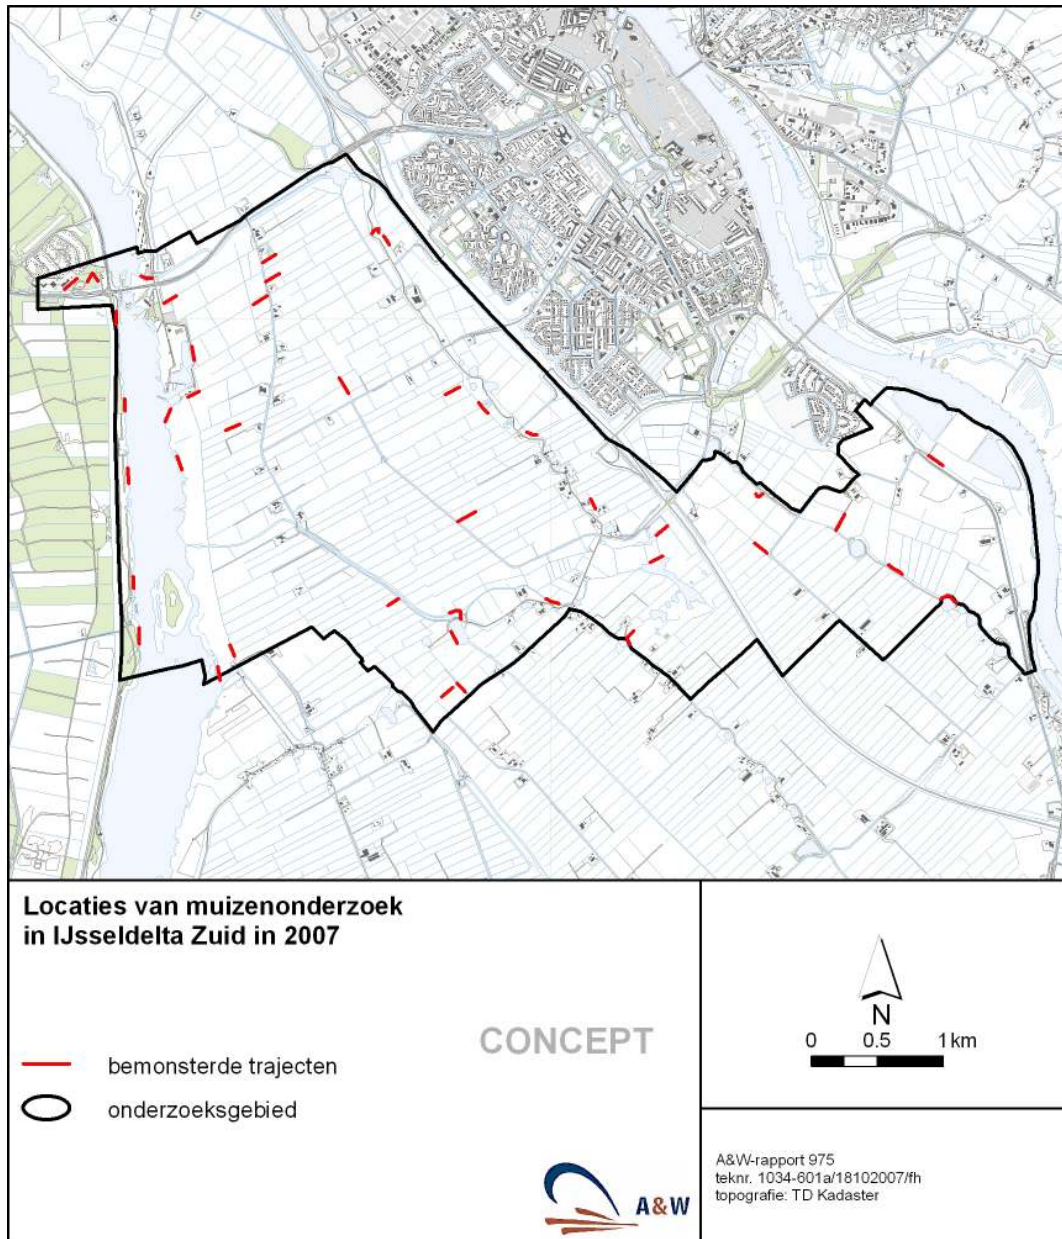 Locaties van muizenonderzoek
in IJsseldelta Zuid in 2007
CONCEPT
bemonsterde trajecten
onderzoeksgebied
A&W
N
0 0.5 1 km
A&W-rapport 975
teknr. 1034-601a/18102007/fh
topografie: TD Kadaster